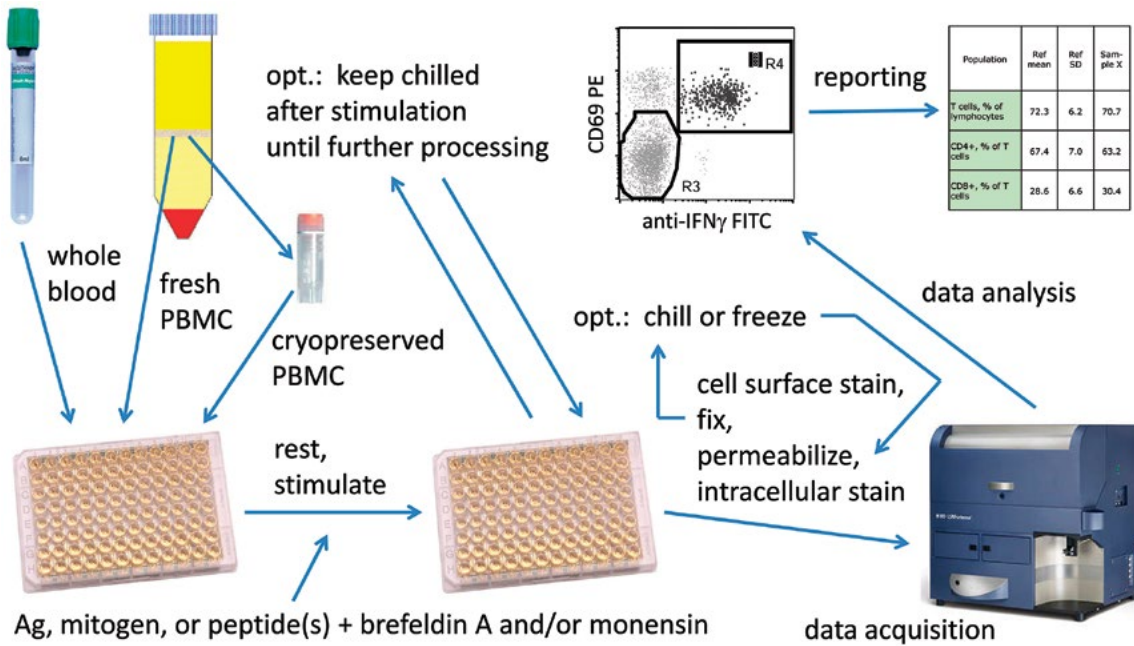 opt.: keep chilled
after stimulation
until further processing
whole
blood
fresh
PBMC
cryopreserved
PBMC
rest,
stimulate
Ag, mitogen, or peptide(s) + brefeldin A and/or monensin
CD69 PE
R4
R3
anti-IFNγ FITC
reporting
Population
Ref
mean
Ref
SD
Sam-
ple X
T cells, % of
lymphocytes
72.3
6.2
70.7
CD4+, % of T
cells
67.4
7.0
63.2
CD8+, % of T
cells
28.6
6.6
30.4
data analysis
opt.: chill or freeze
cell surface stain,
fix,
permeabilize,
intracellular stain
data acquisition